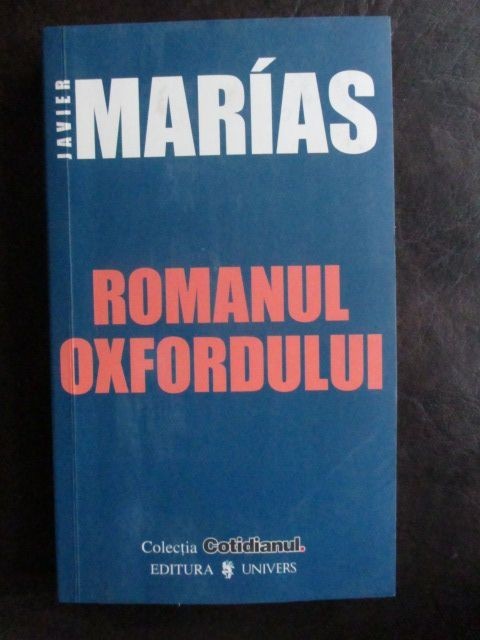 JAVIER
MARÍAS
ROMANUL
OXFORDULUI
Colecția Cotidianul.
EDITURA UNIVERS